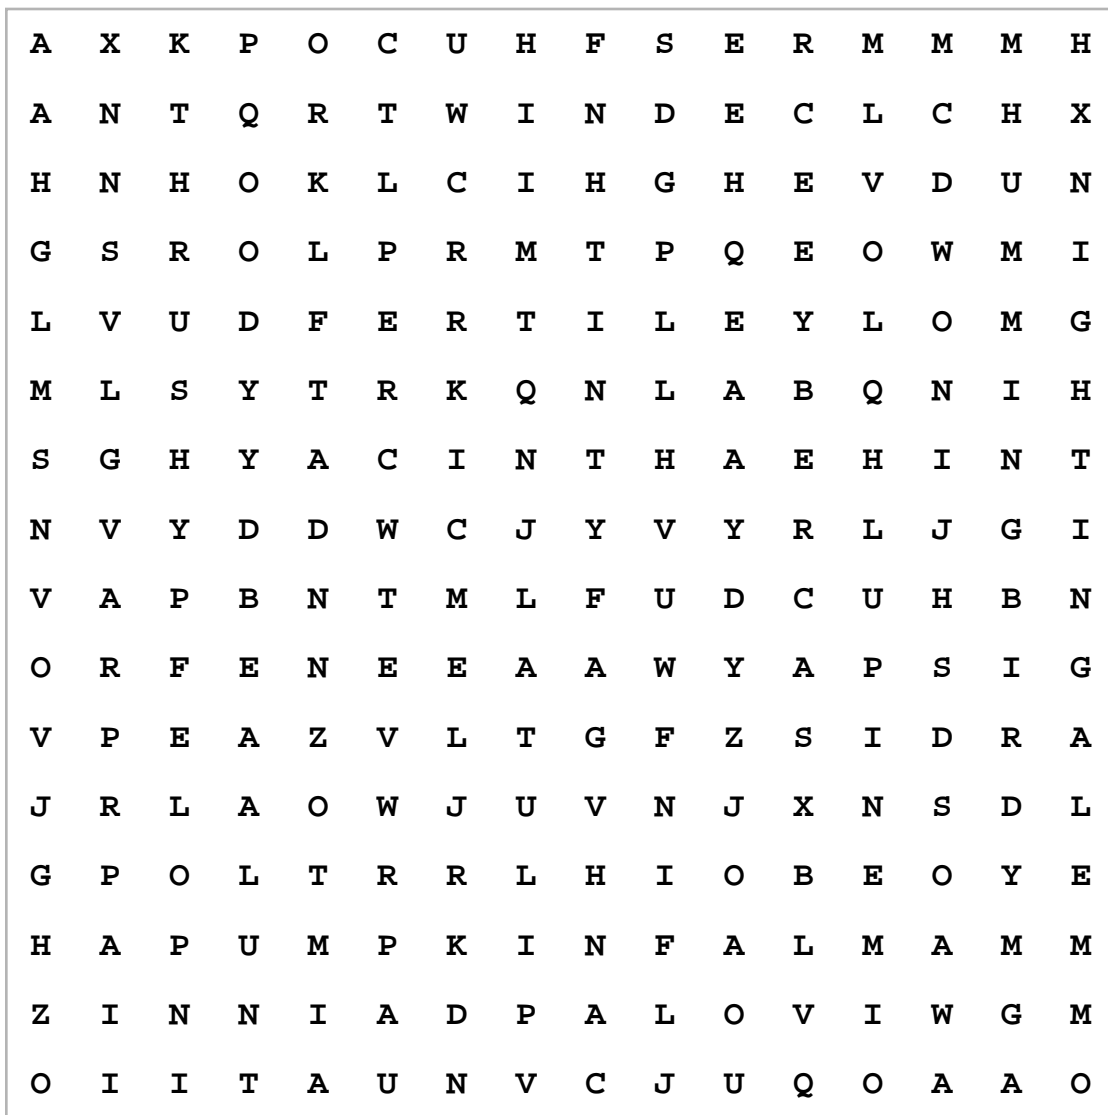 A X K P O C U H F S E R M M M H
A N T Q R T W I N D E C L C H X
H N H O K L C I H G H E V D U N
G S R O L P R M T P Q E O W M I
L V U D F E R T I L E Y L O M G
M L S Y T R K Q N L A B Q N I H
S G H Y A C I N T H A E H I N T
N V Y D D W C J Y V Y R L J G I
V A P B N T M L F U D C U H B N
O R F E N E E A A W Y A P S I G
V P E A Z V L T G F Z S I D R A
J R L A O W J U V N J X N S D L
G P O L T R R L H I O B E O Y E
H A P U M P K I N F A L M A M M
Z I N N I A D P A L O V I W G M
O I I T A U N V C J U Q O A A O